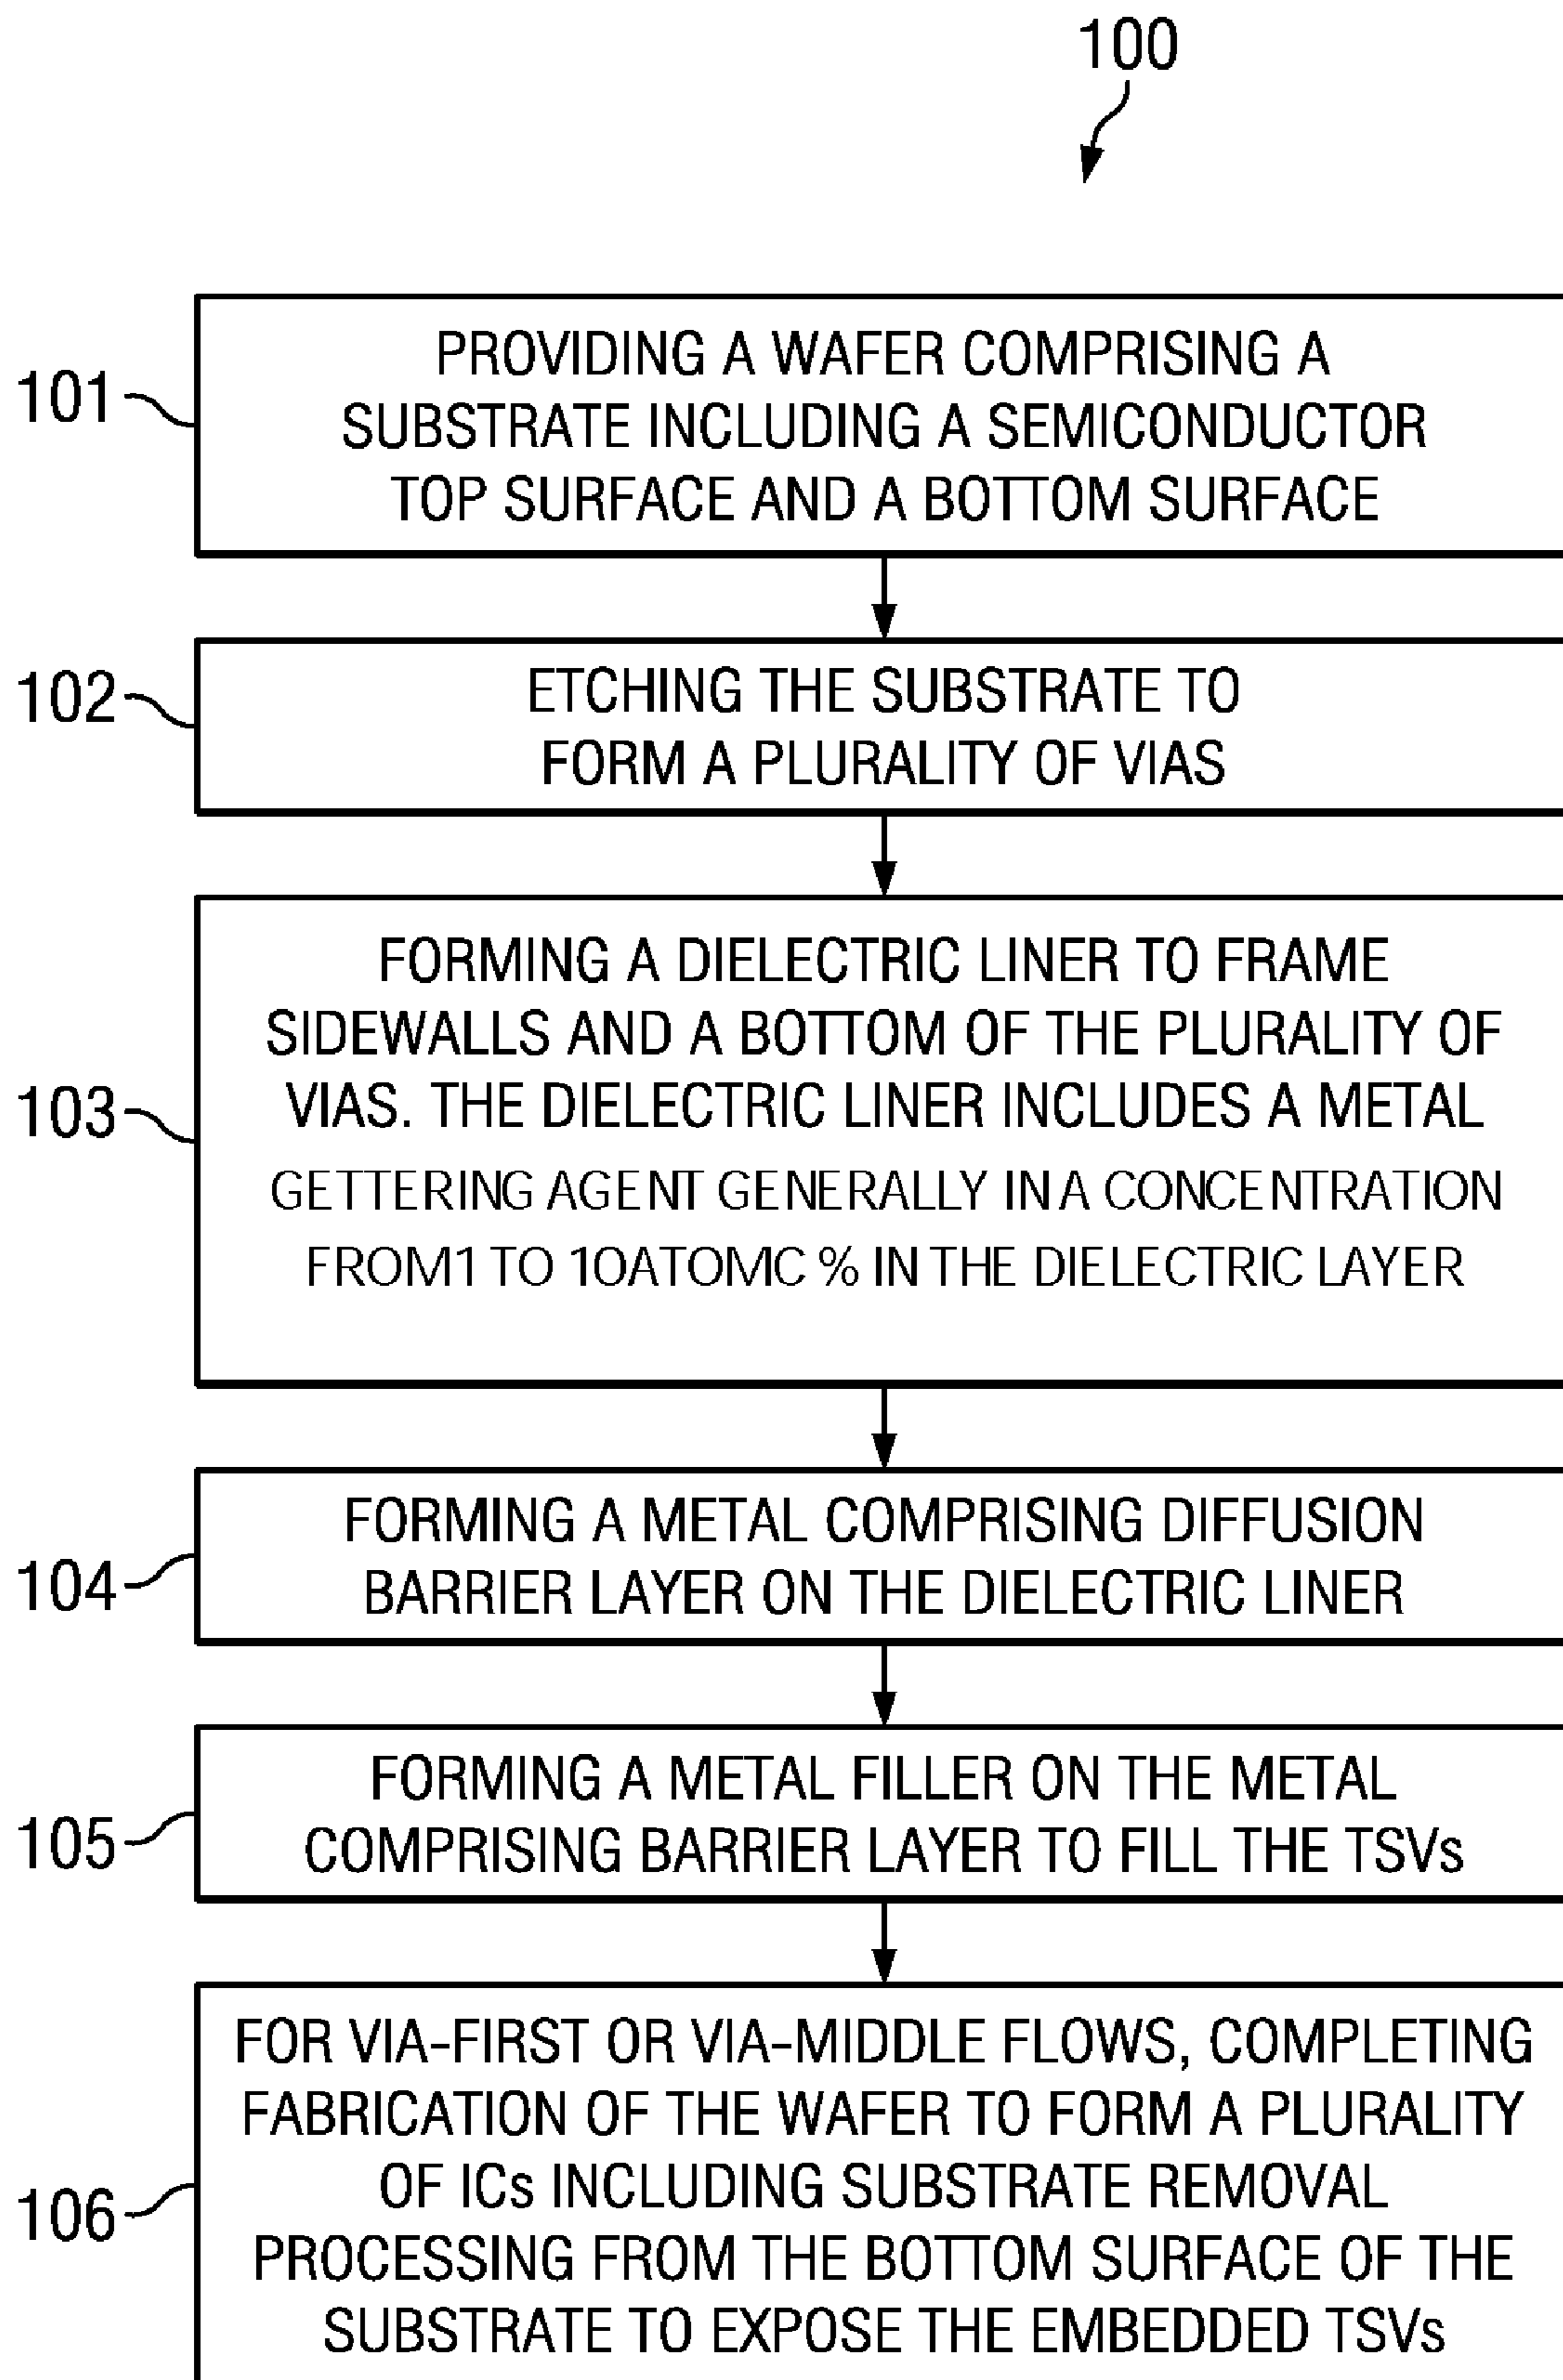 100
101
PROVIDING A WAFER COMPRISING A
SUBSTRATE INCLUDING A SEMICONDUCTOR
TOP SURFACE AND A BOTTOM SURFACE
102
ETCHING THE SUBSTRATE TO
FORM A PLURALITY OF VIAS
103
FORMING A DIELECTRIC LINER TO FRAME
SIDEWALLS AND A BOTTOM OF THE PLURALITY OF
VIAS. THE DIELECTRIC LINER INCLUDES A METAL
GETTERING AGENT GENERALLY IN A CONCENTRATION
FROM1 TO 10ATOMC % IN THE DIELECTRIC LAYER
104
FORMING A METAL COMPRISING DIFFUSION
BARRIER LAYER ON THE DIELECTRIC LINER
105
FORMING A METAL FILLER ON THE METAL
COMPRISING BARRIER LAYER TO FILL THE TSVs
106
FOR VIA-FIRST OR VIA-MIDDLE FLOWS, COMPLETING
FABRICATION OF THE WAFER TO FORM A PLURALITY
OF ICs INCLUDING SUBSTRATE REMOVAL
PROCESSING FROM THE BOTTOM SURFACE OF THE
SUBSTRATE TO EXPOSE THE EMBEDDED TSVs